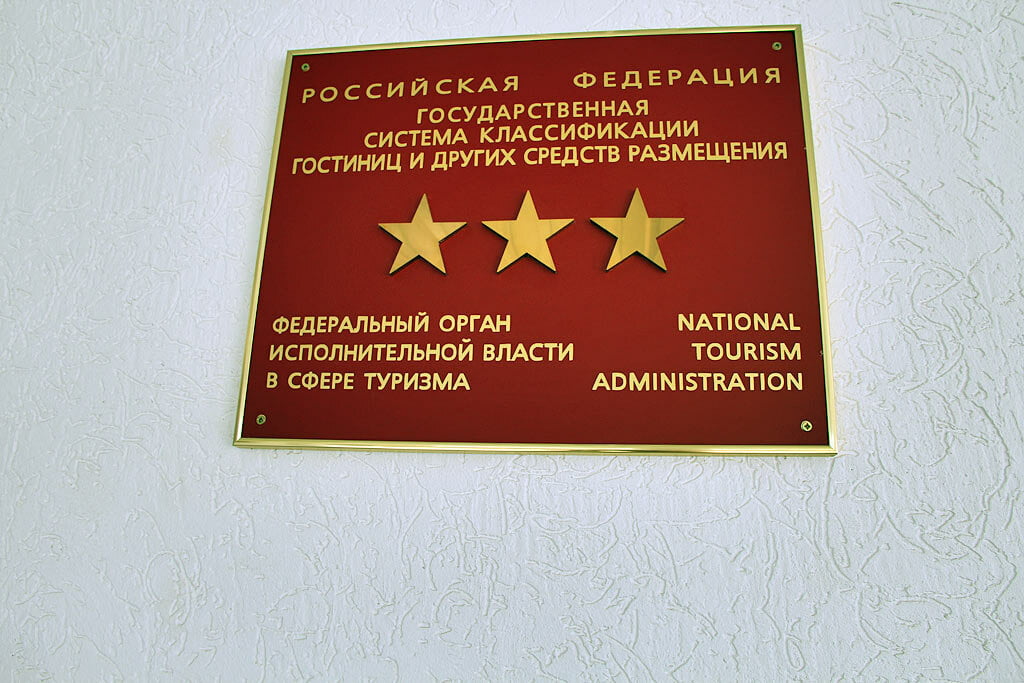 РОССИЙСКАЯ ФЕДЕРАЦИЯ
ГОСУДАРСТВЕННАЯ
СИСТЕМА КЛАССИФИКАЦИИ
ГОСТИНИЦ И ДРУГИХ СРЕДСТВ РАЗМЕЩЕНИЯ
ФЕДЕРАЛЬНЫЙ ОРГАН
ИСПОЛНИТЕЛЬНОЙ ВЛАСТИ
В СФЕРЕ ТУРИЗМА
NATIONAL
TOURISM
ADMINISTRATION